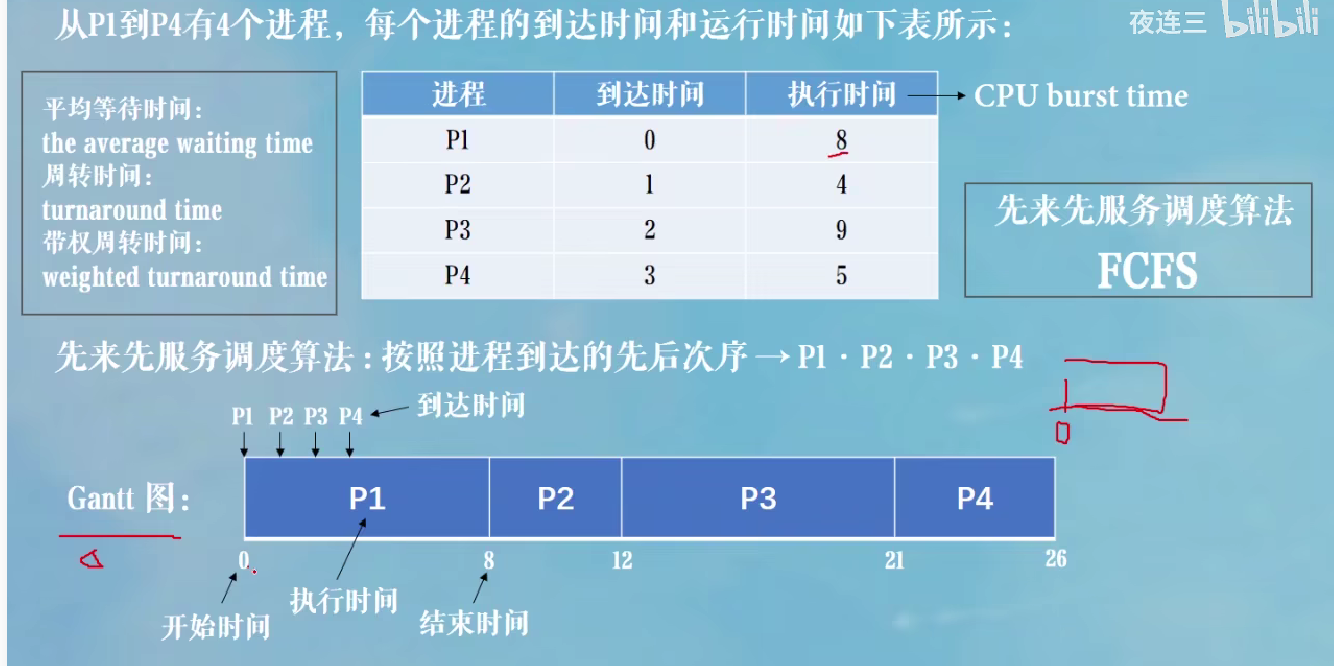 从P1到P4有4个进程，每个进程的到达时间和运行时间如下表所示：
夜连三 bilibili
平均等待时间：
the average waiting time
周转时间：
turnaround time
带权周转时间：
weighted turnaround time
进程 到达时间 执行时间
P1 0 8
P2 1 4
P3 2 9
P4 3 5
CPU burst time
先来先服务调度算法
FCFS
先来先服务调度算法：按照进程到达的先后次序→P1·P2·P3·P4
P1 P2 P3 P4 到达时间
Gantt 图：
P1 P2 P3 P4
0 8 12 21 26
开始时间 执行时间 结束时间
0